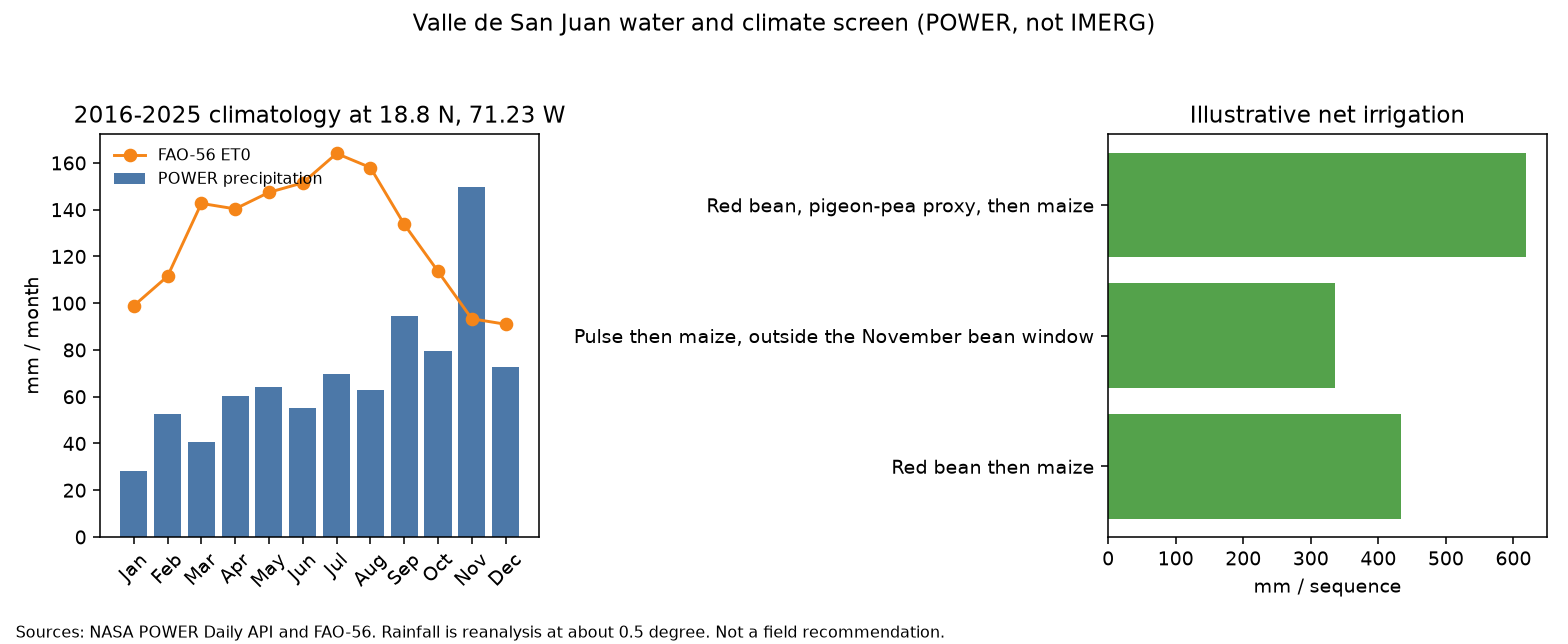 Valle de San Juan water and climate screen (POWER, not IMERG)
2016-2025 climatology at 18.8 N, 71.23 W
FAO-56 ET0
POWER precipitation
mm / month
160
140
120
100
80
60
40
20
0
Jan
Feb
Mar
Apr
May
Jun
Jul
Aug
Sep
Oct
Nov
Dec
Illustrative net irrigation
Red bean, pigeon-pea proxy, then maize
Pulse then maize, outside the November bean window
Red bean then maize
0
100
200
300
400
500
600
mm / sequence
Sources: NASA POWER Daily API and FAO-56. Rainfall is reanalysis at about 0.5 degree. Not a field recommendation.